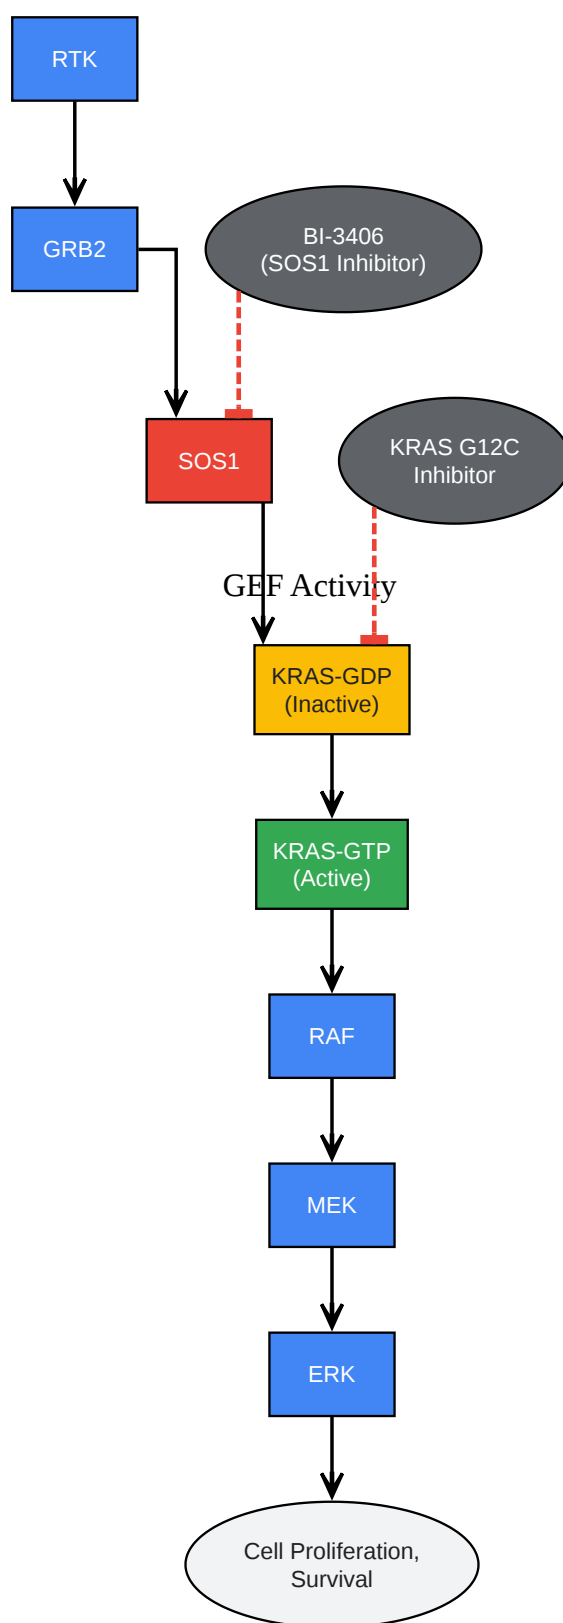 RTK
GRB2
BI-3406
(SOS1 Inhibitor)
SOS1
KRAS G12C
Inhibitor
GEF Activity
KRAS-GDP
(Inactive)
KRAS-GTP
(Active)
RAF
MEK
ERK
Cell Proliferation,
Survival